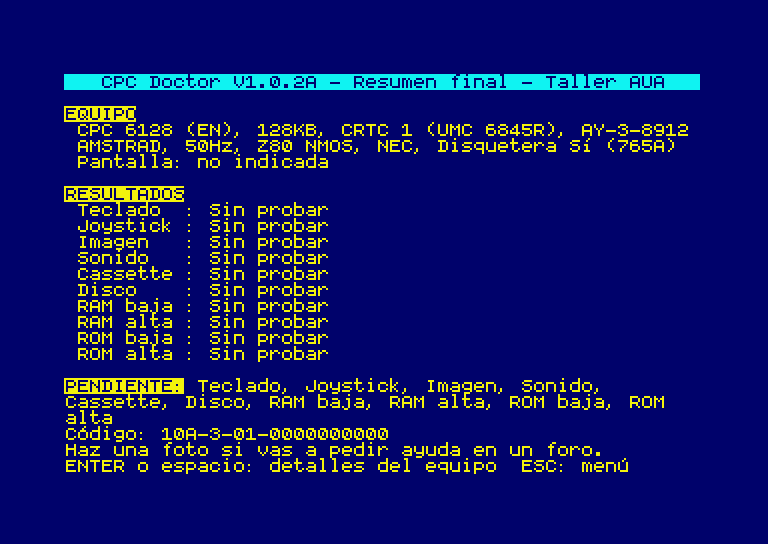 CPC Doctor V1.0.2A - Resumen final - Taller AUA
EQUIPO
CPC 6128 (EN), 128KB, CRTC 1 (UMC 6845R), AY-3-8912
AMSTRAD, 50Hz, Z80 NMOS, NEC, Disquetera Sí (765A)
Pantalla: no indicada
RESULTADOS
Teclado : Sin probar
Joystick : Sin probar
Imagen : Sin probar
Sonido : Sin probar
Cassette : Sin probar
Disco : Sin probar
RAM baja : Sin probar
RAM alta : Sin probar
ROM baja : Sin probar
ROM alta : Sin probar
PENDIENTE: Teclado, Joystick, Imagen, Sonido,
Cassette, Disco, RAM baja, RAM alta, ROM baja, ROM
alta
Código: 10A-3-01-0000000000
Haz una foto si vas a pedir ayuda en un foro.
ENTER o espacio: detalles del equipo ESC: menú